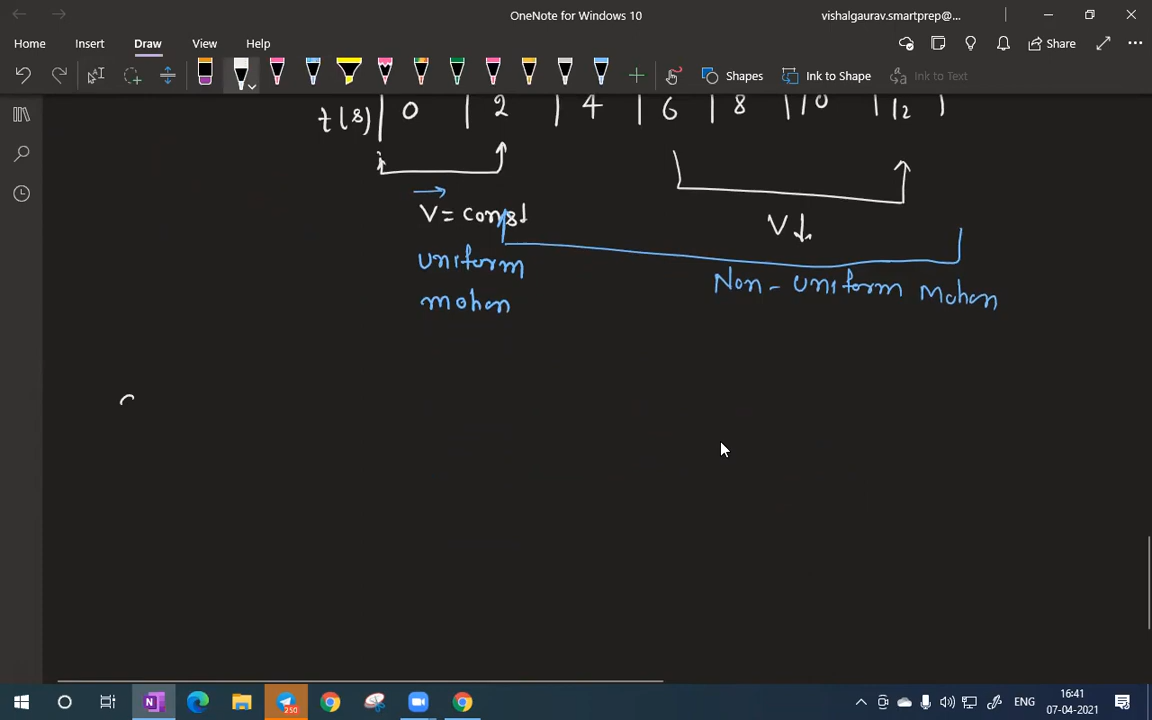 OneNote for Windows 10
vishalgaurav.smartprep@...
Home Insert Draw View Help
Share
Shapes
Ink to Shape
Ink to Text
t(s) | 0 | 2 | 4 | 6 | 8 | 10 | 12 |
V = const
V↓
uniform
motion
Non-uniform Motion
250
ENG
16:41
07-04-2021